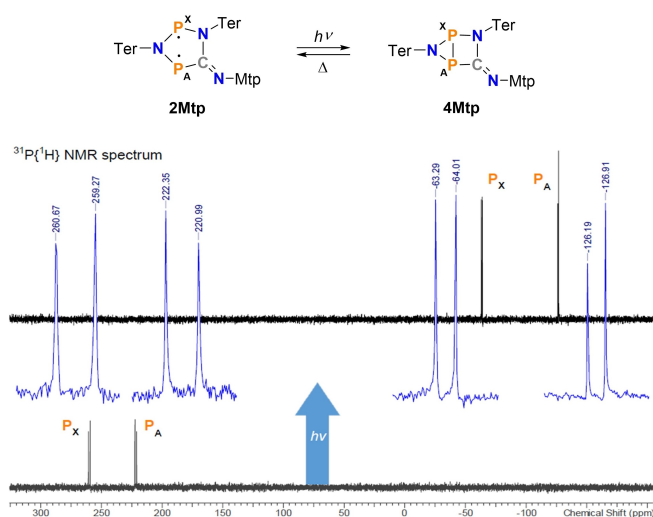 X
Ter
P
N
Ter
N
P
A
C
N
Mtp
2Mtp
hν
Δ
X
Ter
P
N
Ter
N
P
A
C
N
Mtp
4Mtp
³¹P{¹H} NMR spectrum
260.67
259.27
222.35
220.99
-63.29
-64.01
-126.19
-126.91
PX
PA
PX
PA
hν
300 250 200 150 100 50 0 -50 -100 Chemical Shift (ppm)